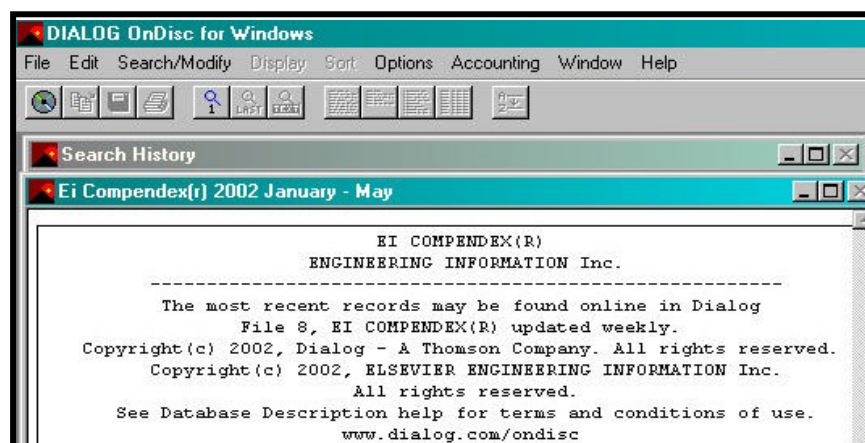 DIALOG OnDisc for Windows
File Edit Search/Modify Display Sort Options Accounting Window Help
1 LAST TEXT
Search History
Ei Compendex(r) 2002 January - May
EI COMPENDEX(R)
ENGINEERING INFORMATION Inc.
------------------------------------------------------------
The most recent records may be found online in Dialog
File 8, EI COMPENDEX(R) updated weekly.
Copyright(c) 2002, Dialog - A Thomson Company. All rights reserved.
Copyright(c) 2002, ELSEVIER ENGINEERING INFORMATION Inc.
All rights reserved.
See Database Description help for terms and conditions of use.
www.dialog.com/ondisc